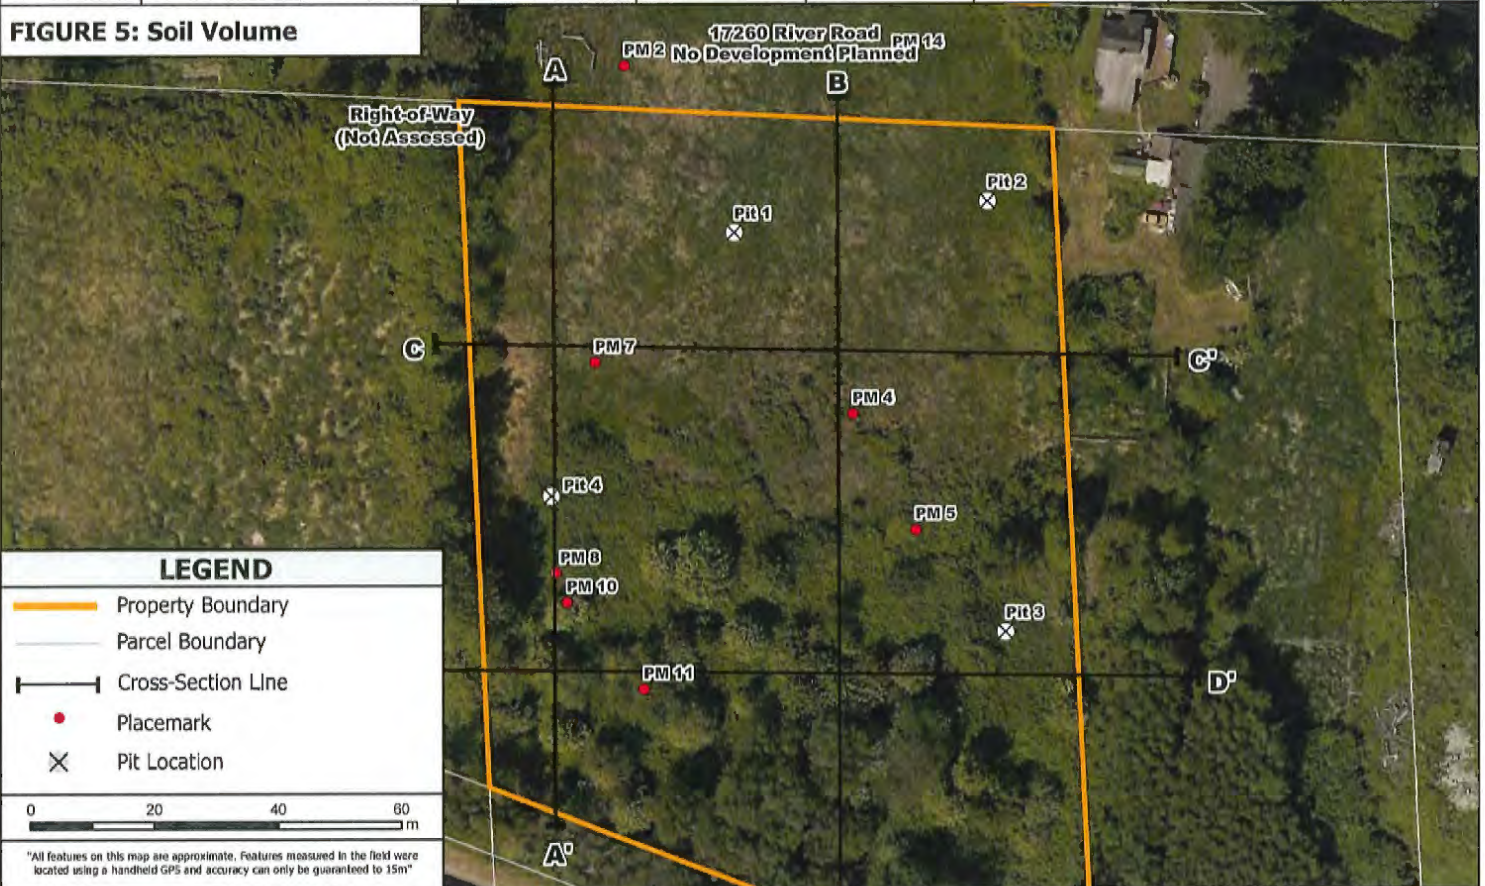 FIGURE 5: Soil Volume
17260 River Road
No Development Planned
PM 14
PM 2
A
B
Right-of-Way
(Not Assessed)
Pit 2
Pit 1
C
PM 7
C'
PM 4
Pit 4
PM 5
PM 8
PM 10
Pit 3
PM 11
D'
A'
LEGEND
Property Boundary
Parcel Boundary
Cross-Section Line
Placemark
Pit Location
0 20 40 60
m
"All features on this map are approximate. Features measured in the field were
located using a handheld GPS and accuracy can only be guaranteed to 15m"